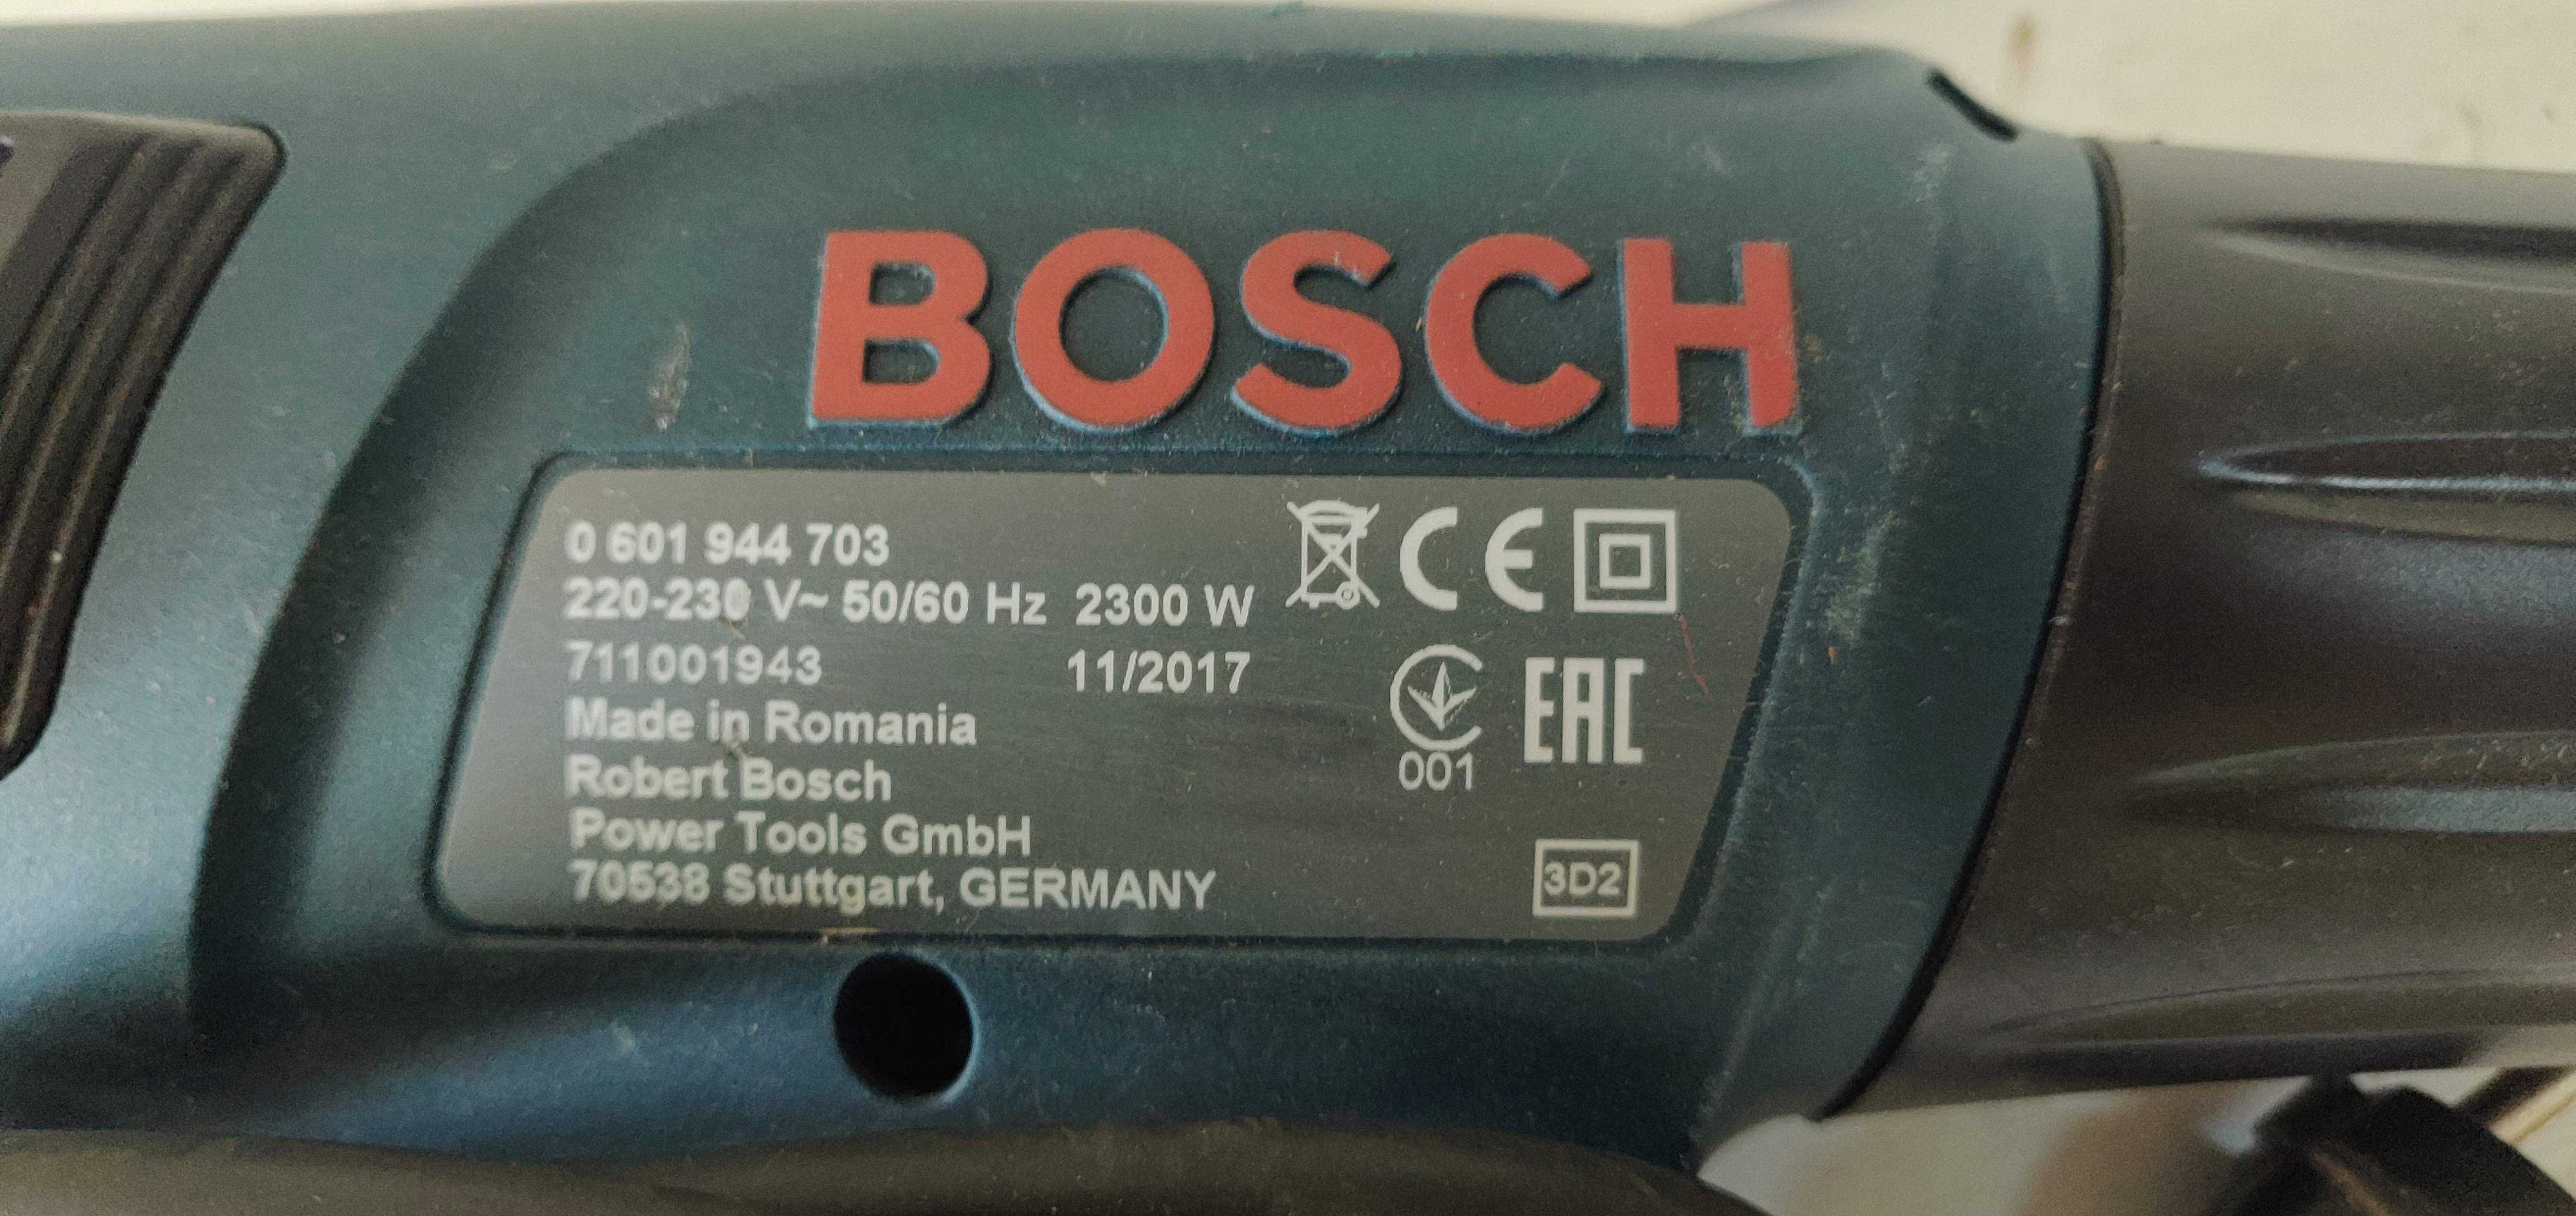 BOSCH
0 601 944 703
220-230 V~ 50/60 Hz 2300 W
711001943 11/2017
Made in Romania
Robert Bosch
Power Tools GmbH
70538 Stuttgart, GERMANY
CE
001
EAC
3D2